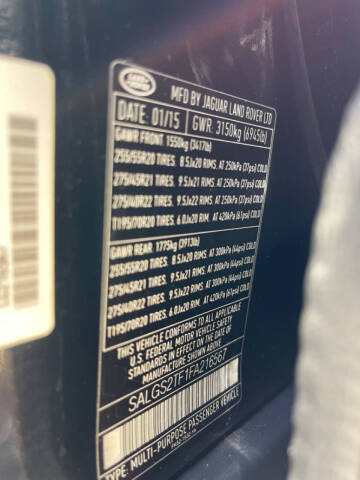 LAND ROVER
MFD BY JAGUAR LAND ROVER LTD
DATE: 01/15 GWR: 3150kg (6945lb)
GAWR FRONT 1550kg (3417lb)
255/55R20 TIRES. 8.5Jx20 RIMS. AT 250kPa (37psi) COLD
275/45R21 TIRES. 9.5Jx21 RIMS. AT 250kPa (37psi) COLD
275/40R22 TIRES. 9.5Jx22 RIMS. AT 250kPa (37psi) COLD
T195/70R20 TIRES. 6.0Jx20 RIM. AT 420kPa (61psi) COLD
GAWR REAR 1775kg (3913lb)
255/55R20 TIRES. 8.5Jx20 RIMS. AT 300kPa (44psi) COLD
275/45R21 TIRES. 9.5Jx21 RIMS. AT 300kPa (44psi) COLD
275/40R22 TIRES. 9.5Jx22 RIMS. AT 300kPa (44psi) COLD
T195/70R20 TIRES. 6.0Jx20 RIM. AT 420kPa (61psi) COLD
THIS VEHICLE CONFORMS TO ALL APPLICABLE U.S.
FEDERAL MOTOR VEHICLE SAFETY AND THEFT
PREVENTION STANDARDS IN EFFECT ON THE DATE
OF MANUFACTURE SHOWN ABOVE.
SALGS2TF1FA216567
TYPE: MULTI-PURPOSE PASSENGER VEHICLE